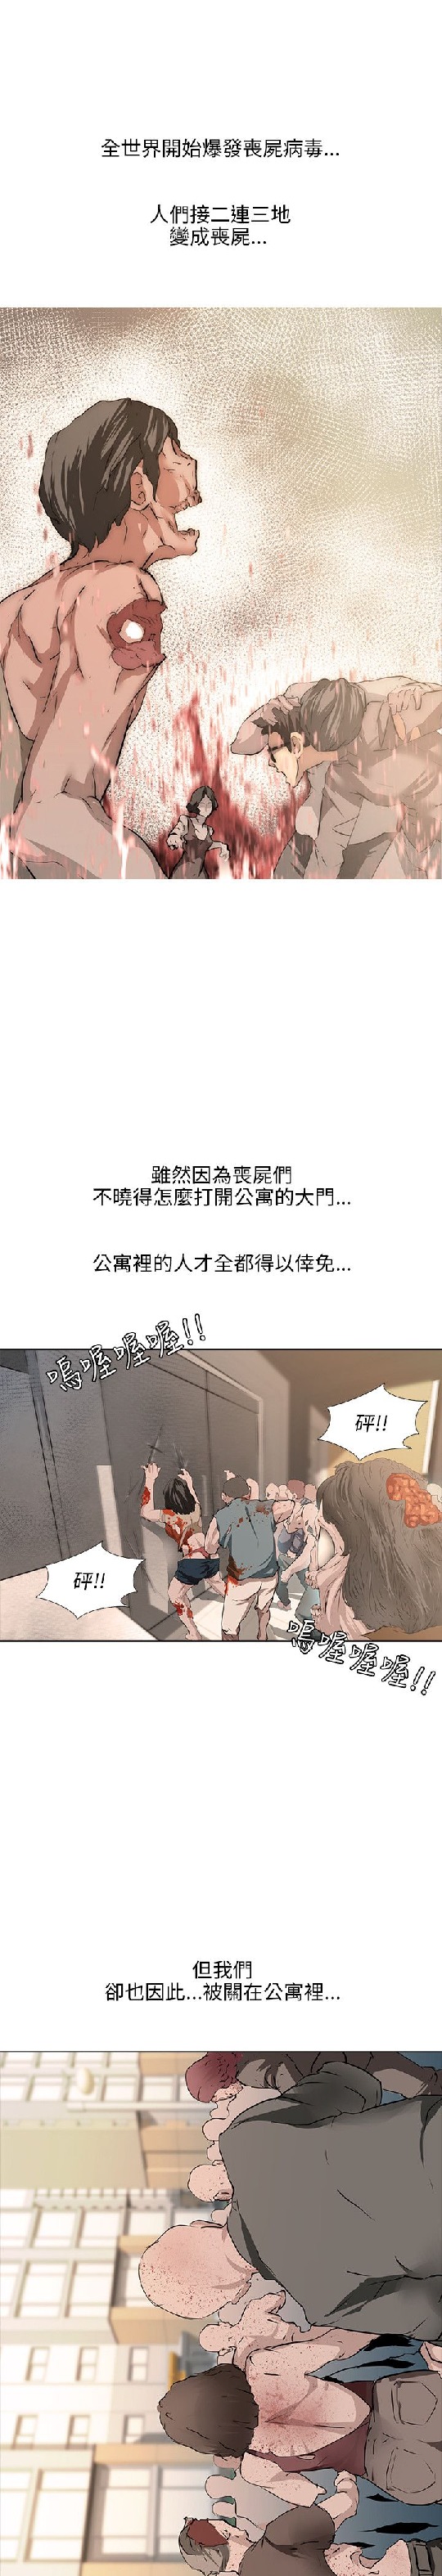 全世界開始爆發喪屍病毒...
人們接二連三地
變成喪屍...
雖然因為喪屍們
不曉得怎麼打開公寓的大門...
公寓裡的人才全都得以倖免...
嗚喔喔喔!!
砰!!
砰!!
嗚喔喔喔!!
但我們
卻也因此...被關在公寓裡...